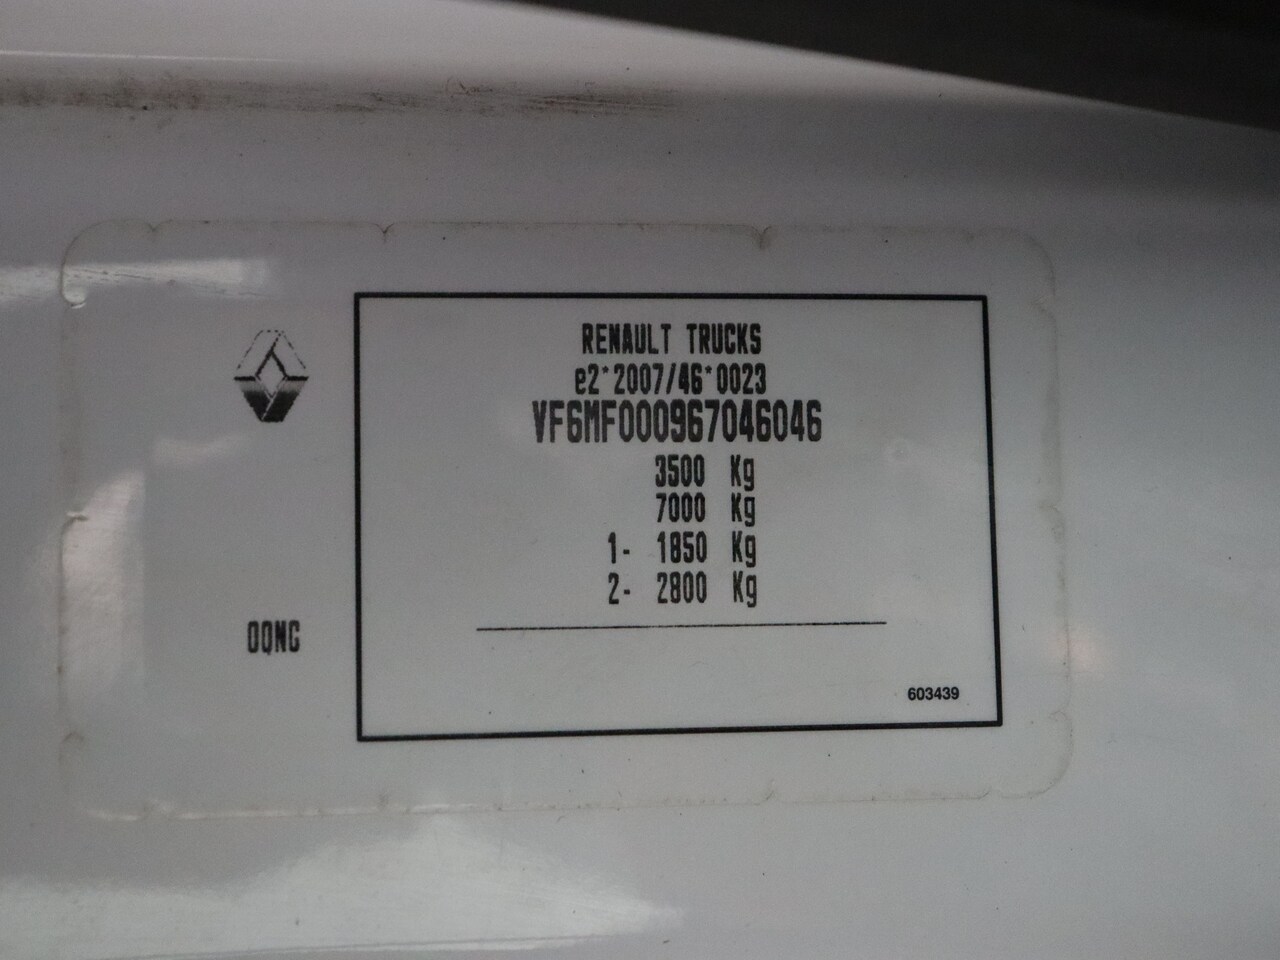 RENAULT TRUCKS
e2*2007/46*0023
VF6MF000967046046
3500 Kg
7000 Kg
1- 1850 Kg
2- 2800 Kg
OQNC
603439